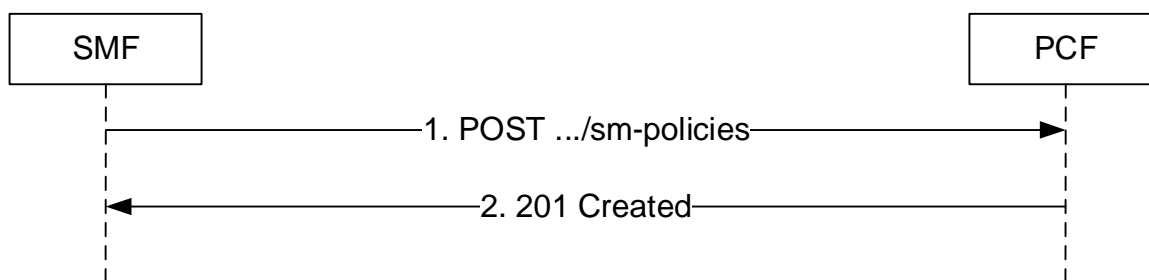 SMF
PCF
1. POST .../sm-policies
2. 201 Created